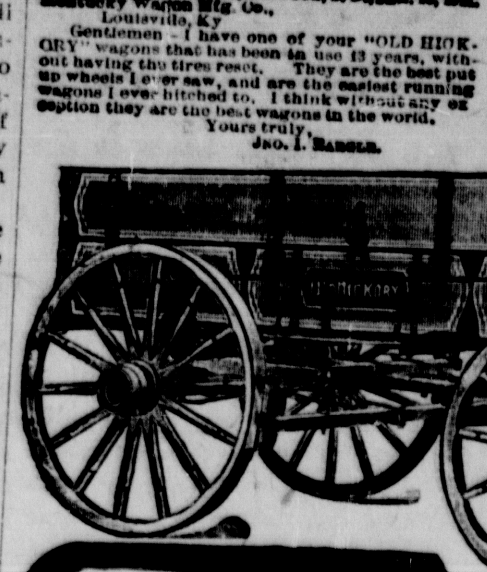 Kentucky Wagon Mfg. Co.,
Louisville, Ky
Gentlemen - I have one of your "OLD HICK-
ORY" wagons that has been in use 13 years, with-
out having the tires reset. They are the best put
up wheels I ever saw, and are the easiest running
wagons I ever hitched to. I think without any ex
ception they are the best wagons in the world.
Yours truly,
JNO. I.
HICKORY